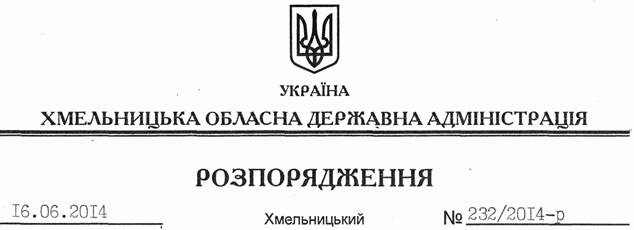 УКРАЇНА
ХМЕЛЬНИЦЬКА ОБЛАСНА ДЕРЖАВНА АДМІНІСТРАЦІЯ
РОЗПОРЯДЖЕННЯ
16.06.2014 Хмельницький № 232/2014-р